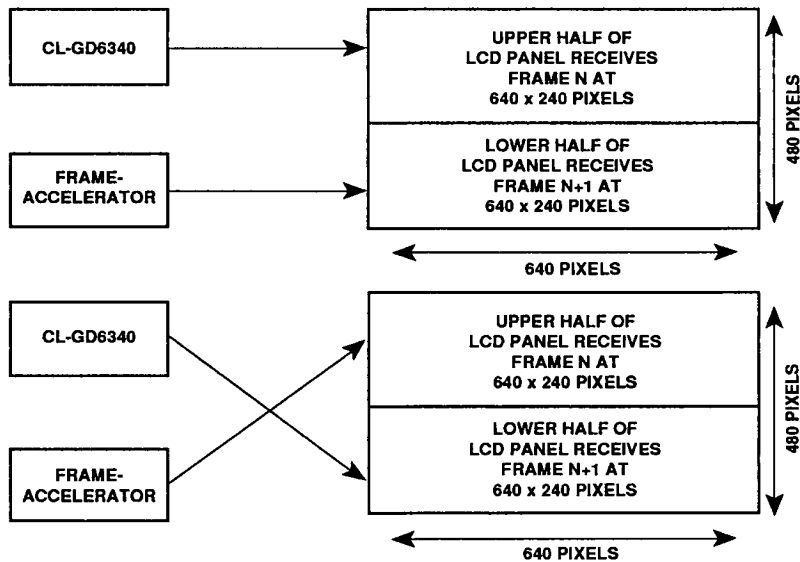 CL-GD6340
UPPER HALF OF
LCD PANEL RECEIVES
FRAME N AT
640 x 240 PIXELS
FRAME-
ACCELERATOR
LOWER HALF OF
LCD PANEL RECEIVES
FRAME N+1 AT
640 x 240 PIXELS
480 PIXELS
640 PIXELS
CL-GD6340
UPPER HALF OF
LCD PANEL RECEIVES
FRAME N AT
640 x 240 PIXELS
FRAME-
ACCELERATOR
LOWER HALF OF
LCD PANEL RECEIVES
FRAME N+1 AT
640 x 240 PIXELS
480 PIXELS
640 PIXELS